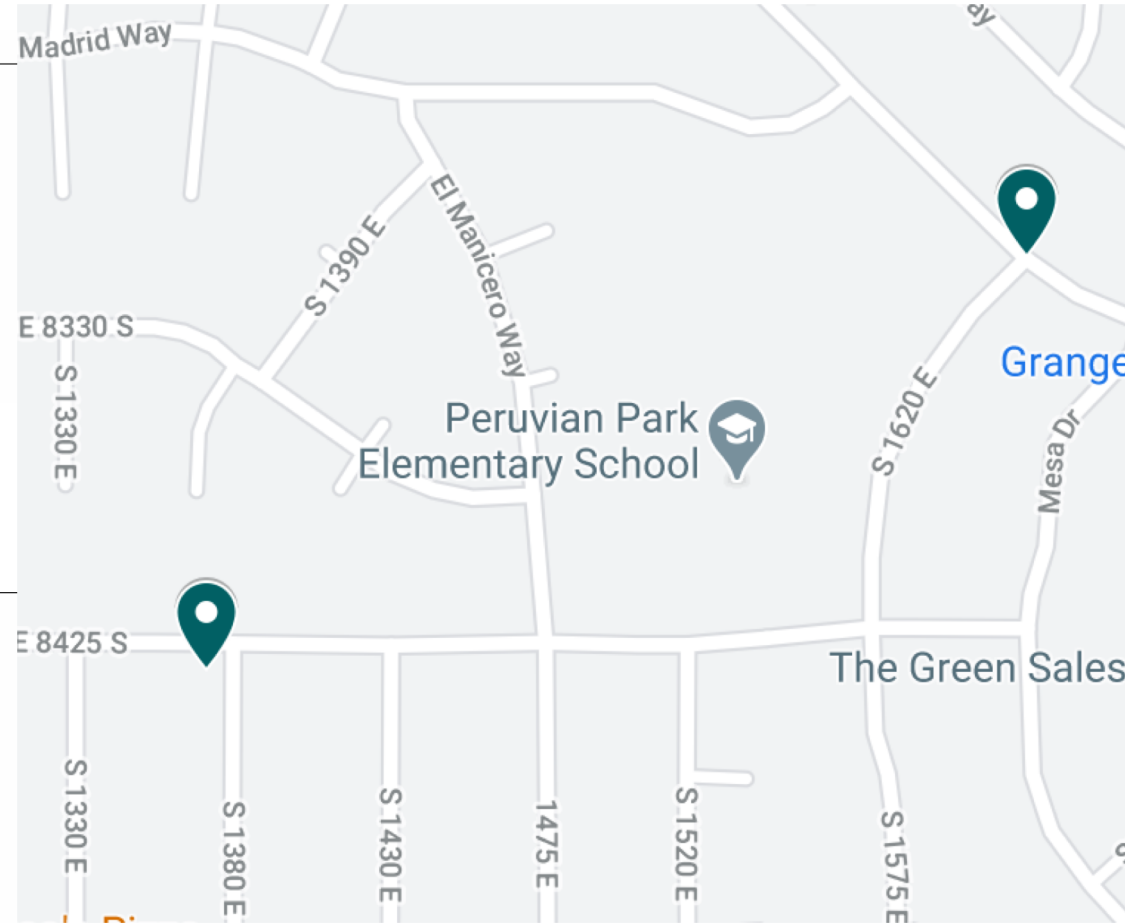 Madrid Way
El Manicero Way
S 1390 E
E 8330 S
S 1330 E
Grange
S 1620 E
Mesa Dr
Peruvian Park
Elementary School
E 8425 S
The Green Sales
S 1330 E
S 1380 E
S 1430 E
1475 E
S 1520 E
S 1575 E